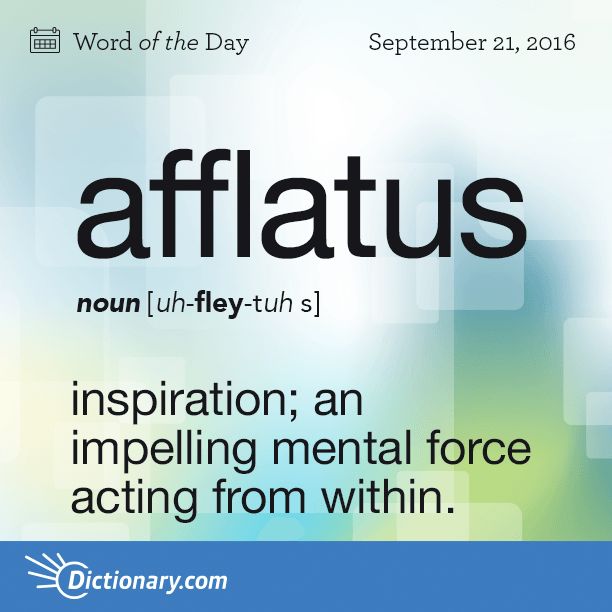 Word of the Day
September 21, 2016
afflatus
noun [uh-fley-tuh s]
inspiration; an
impelling mental force
acting from within.
Dictionary.com